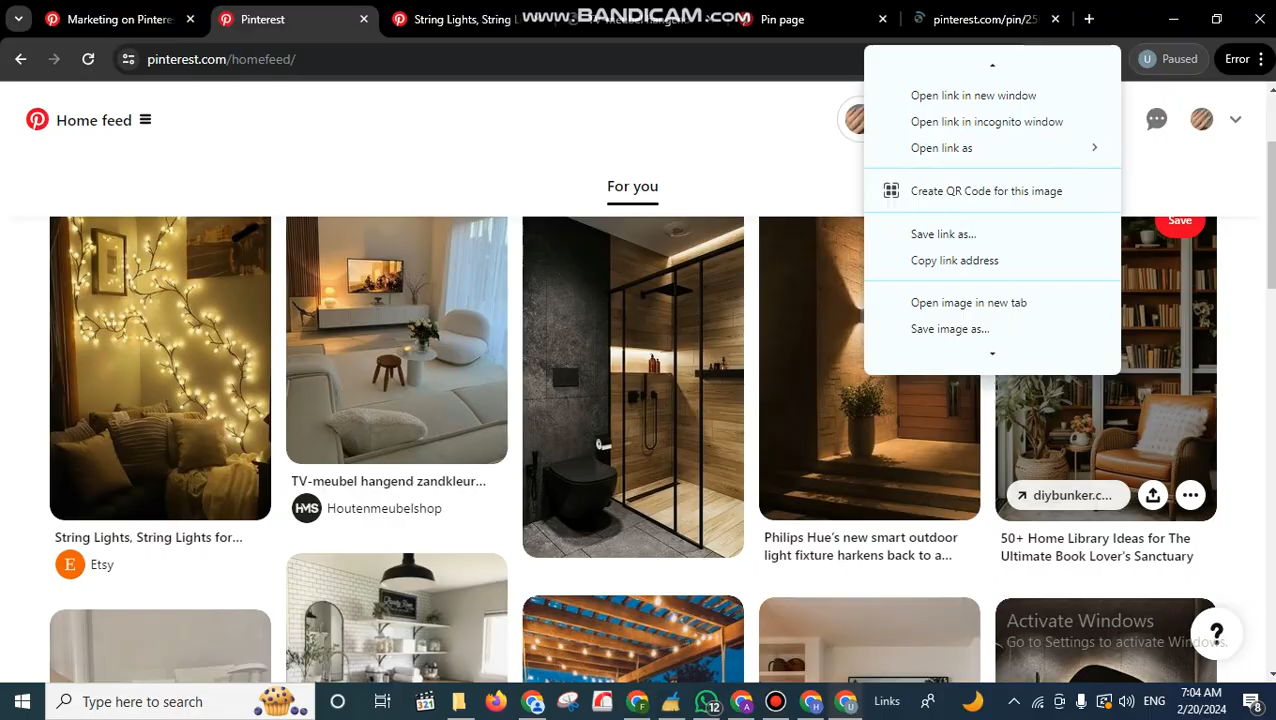 Marketing on Pinteres
Pinterest
String Lights, String L
www.BANDICAM.com
Pin page
pinterest.com/pin/25
pinterest.com/homefeed/
U Paused
Error
Home feed
For you
Open link in new window
Open link in incognito window
Open link as
Create QR Code for this image
Save link as...
Copy link address
Open image in new tab
Save image as...
Save
String Lights, String Lights for...
E Etsy
TV-meubel hangend zandkleur...
HMS Houtenmeubelshop
Philips Hue's new smart outdoor
light fixture harkens back to a...
diybunker.c...
50+ Home Library Ideas for The
Ultimate Book Lover's Sanctuary
Activate Windows
Go to Settings to activate Windows.
?
Type here to search
12
Links
ENG
7:04 AM
2/20/2024
8